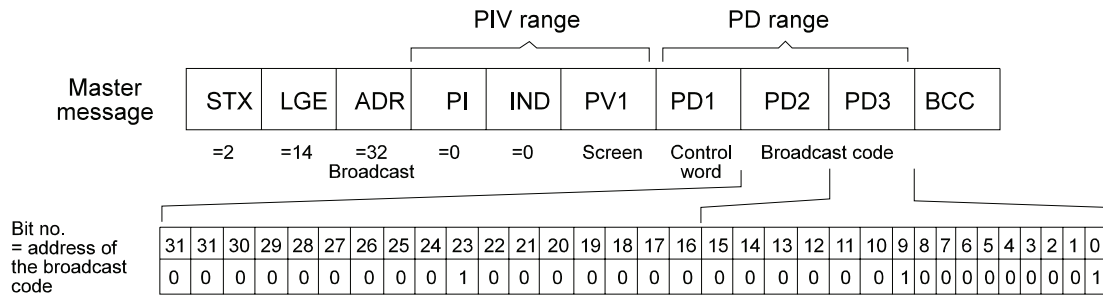 PIV range PD range
Master message
STX LGE ADR PI IND PV1 PD1 PD2 PD3 BCC
=2 =14 =32 Broadcast =0 =0 Screen Control word Broadcast code
Bit no.
= address of
the broadcast
code
31 31 30 29 28 27 26 25 24 23 22 21 20 19 18 17 16 15 14 13 12 11 10 9 8 7 6 5 4 3 2 1 0
0 0 0 0 0 0 0 0 0 1 0 0 0 0 0 0 0 0 0 0 0 0 0 1 0 0 0 0 0 0 0 0 1